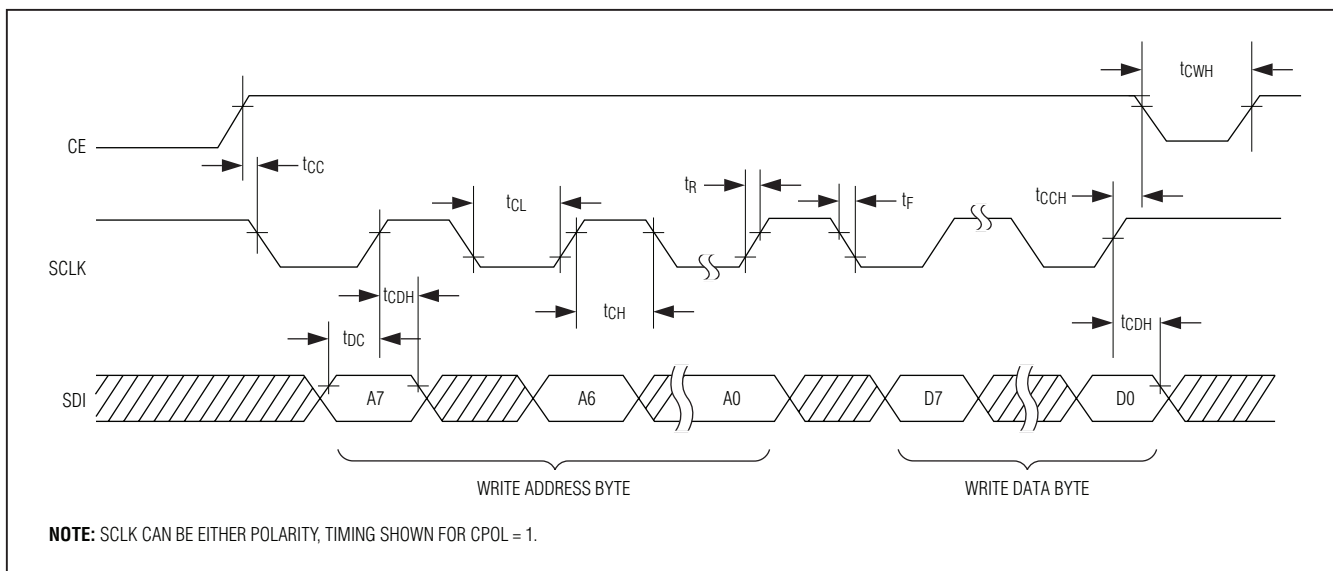 tCWH
CE
tCC
tCL
tR
tF
tCCH
SCLK
tCDH
tCH
tCDH
tDC
SDI
A7
A6
A0
D7
D0
WRITE ADDRESS BYTE
WRITE DATA BYTE
NOTE: SCLK CAN BE EITHER POLARITY, TIMING SHOWN FOR CPOL = 1.